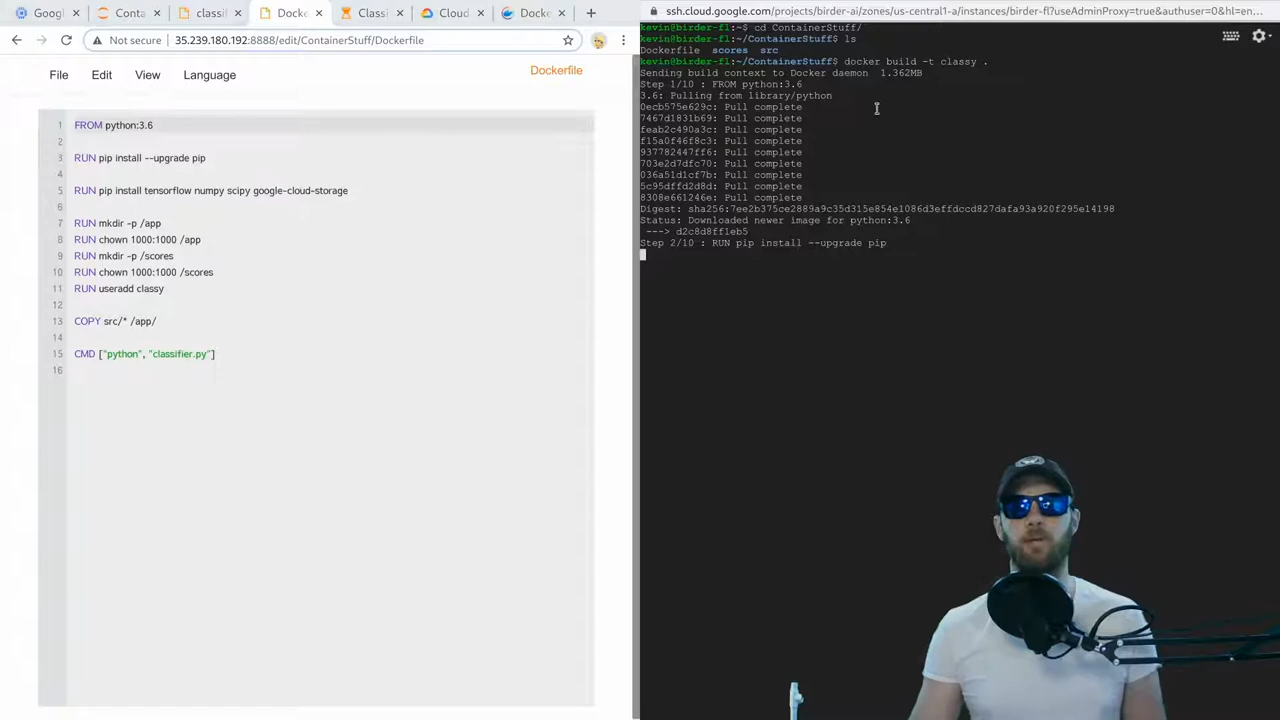 Goog
classifi
Docke
Class
Cloud
Docke
35.239.192.92:8888/edit/ContainerStuff/Dockerfile
Not secure
File
Edit
View
Language
Dockerfile
1
FROM python:3.6
2
3
RUN pip install --upgrade pip
4
5
RUN pip install tensorflow numpy scipy google-cloud-storage
6
7
RUN mkdir -p /app
8
RUN chown 1000:1000 /app
9
RUN mkdir -p /scores
10
RUN chown 1000:1000 /scores
11
RUN useradd classy
12
13
COPY src/* /app/
14
15
CMD ["python", "classifier.py"]
16
ssh.cloud.google.com/projects/birder-ai/zones/us-central1-a/instances/birder-fl?useAdminProxy=true&authuser=0&hl=en...
kevin@birder-fl:~$ cd ContainerStuff/
kevin@birder-fl:~/ContainerStuff$ ls
Dockerfile scores src
kevin@birder-fl:~/ContainerStuff$ docker build -t classy .
Sending build context to Docker daemon 1.362MB
Step 1/10 : FROM python:3.6
3.6: Pulling from library/python
0ecb575e629c: Pull complete
7467d1831b69: Pull complete
feab2c490a3c: Pull complete
f15a0f46f8c3: Pull complete
937782447ff6: Pull complete
703e2d7dfc70: Pull complete
036a51d1cf7b: Pull complete
5c95dffd2d8d: Pull complete
8308e661246e: Pull complete
Digest: sha256:7ee2b375ce2889a9c35d315e854e1086d3effdccd827dafa93a920f295e14198
Status: Downloaded newer image for python:3.6
---> d2c8d8ff1eb5
Step 2/10 : RUN pip install --upgrade pip